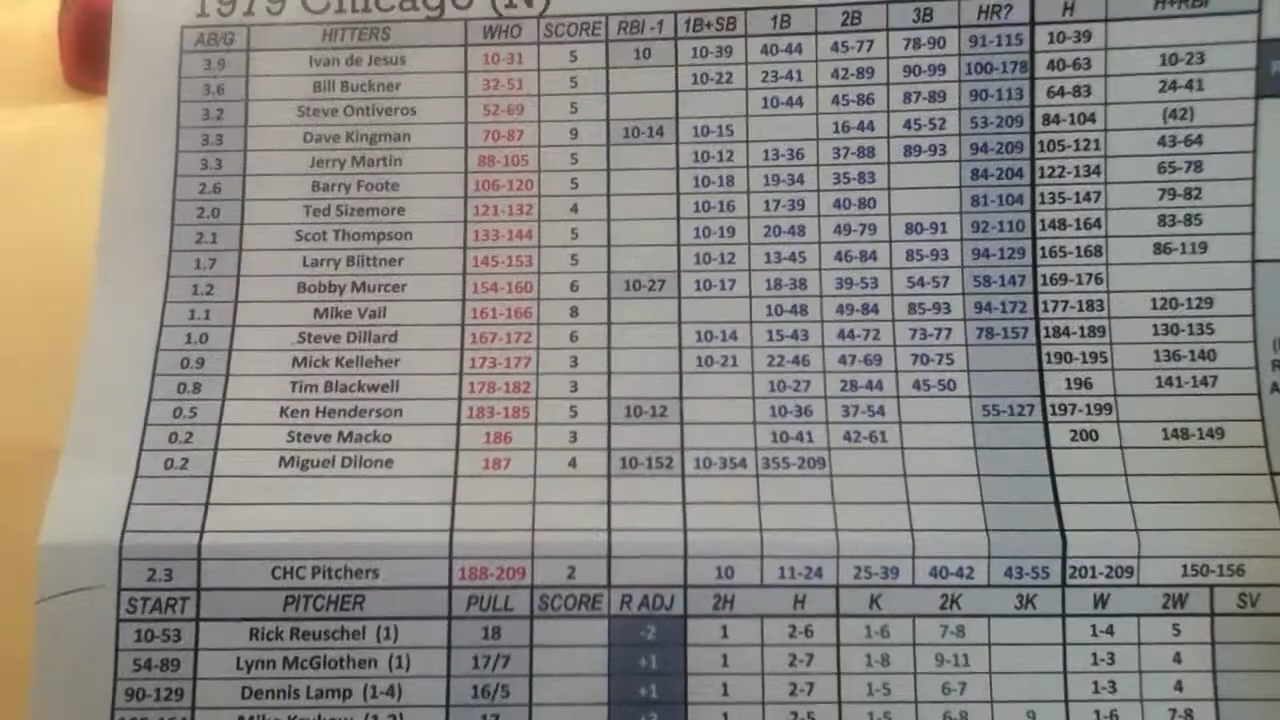 1979 Chicago (N)
AB/G HITTERS WHO SCORE RBI -1 1B+SB 1B 2B 3B HR? H H+RBI
3.9 Ivan de Jesus 10-31 5 10 10-39 40-44 45-77 78-90 91-115 10-39
3.6 Bill Buckner 32-51 5 10-22 23-41 42-89 90-99 100-178 40-63 10-23
3.2 Steve Ontiveros 52-69 5 10-44 45-86 87-89 90-113 64-83 24-41
3.3 Dave Kingman 70-87 9 10-14 10-15 16-44 45-52 53-209 84-104 (42)
3.3 Jerry Martin 88-105 5 10-12 13-36 37-88 89-93 94-209 105-121 43-64
2.6 Barry Foote 106-120 5 10-18 19-34 35-83 84-204 122-134 65-78
2.0 Ted Sizemore 121-132 4 10-16 17-39 40-80 81-104 135-147 79-82
2.1 Scot Thompson 133-144 5 10-19 20-48 49-79 80-91 92-110 148-164 83-85
1.7 Larry Biittner 145-153 5 10-12 13-45 46-84 85-93 94-129 165-168 86-119
1.2 Bobby Murcer 154-160 6 10-27 10-17 18-38 39-53 54-57 58-147 169-176
1.1 Mike Vail 161-166 8 10-48 49-84 85-93 94-172 177-183 120-129
1.0 Steve Dillard 167-172 6 10-14 15-43 44-72 73-77 78-157 184-189 130-135
0.9 Mick Kelleher 173-177 3 10-21 22-46 47-69 70-75 190-195 136-140
0.8 Tim Blackwell 178-182 3 10-27 28-44 45-50 196 141-147
0.5 Ken Henderson 183-185 5 10-12 10-36 37-54 55-127 197-199
0.2 Steve Macko 186 3 10-41 42-61 200 148-149
0.2 Miguel Dilone 187 4 10-152 10-354 355-209
2.3 CHC Pitchers 188-209 2 10 11-24 25-39 40-42 43-55 201-209 150-156
START PITCHER PULL SCORE R ADJ 2H H K 2K 3K W 2W SV
10-53 Rick Reuschel (1) 18 -2 1 2-6 1-6 7-8 1-4 5
54-89 Lynn McGlothen (1) 17/7 +1 1 2-7 1-8 9-11 1-3 4
90-129 Dennis Lamp (1-4) 16/5 +1 1 2-7 1-5 6-7 1-3 4
17 1 2-5 1-5 6-8 9 1-6 7-8